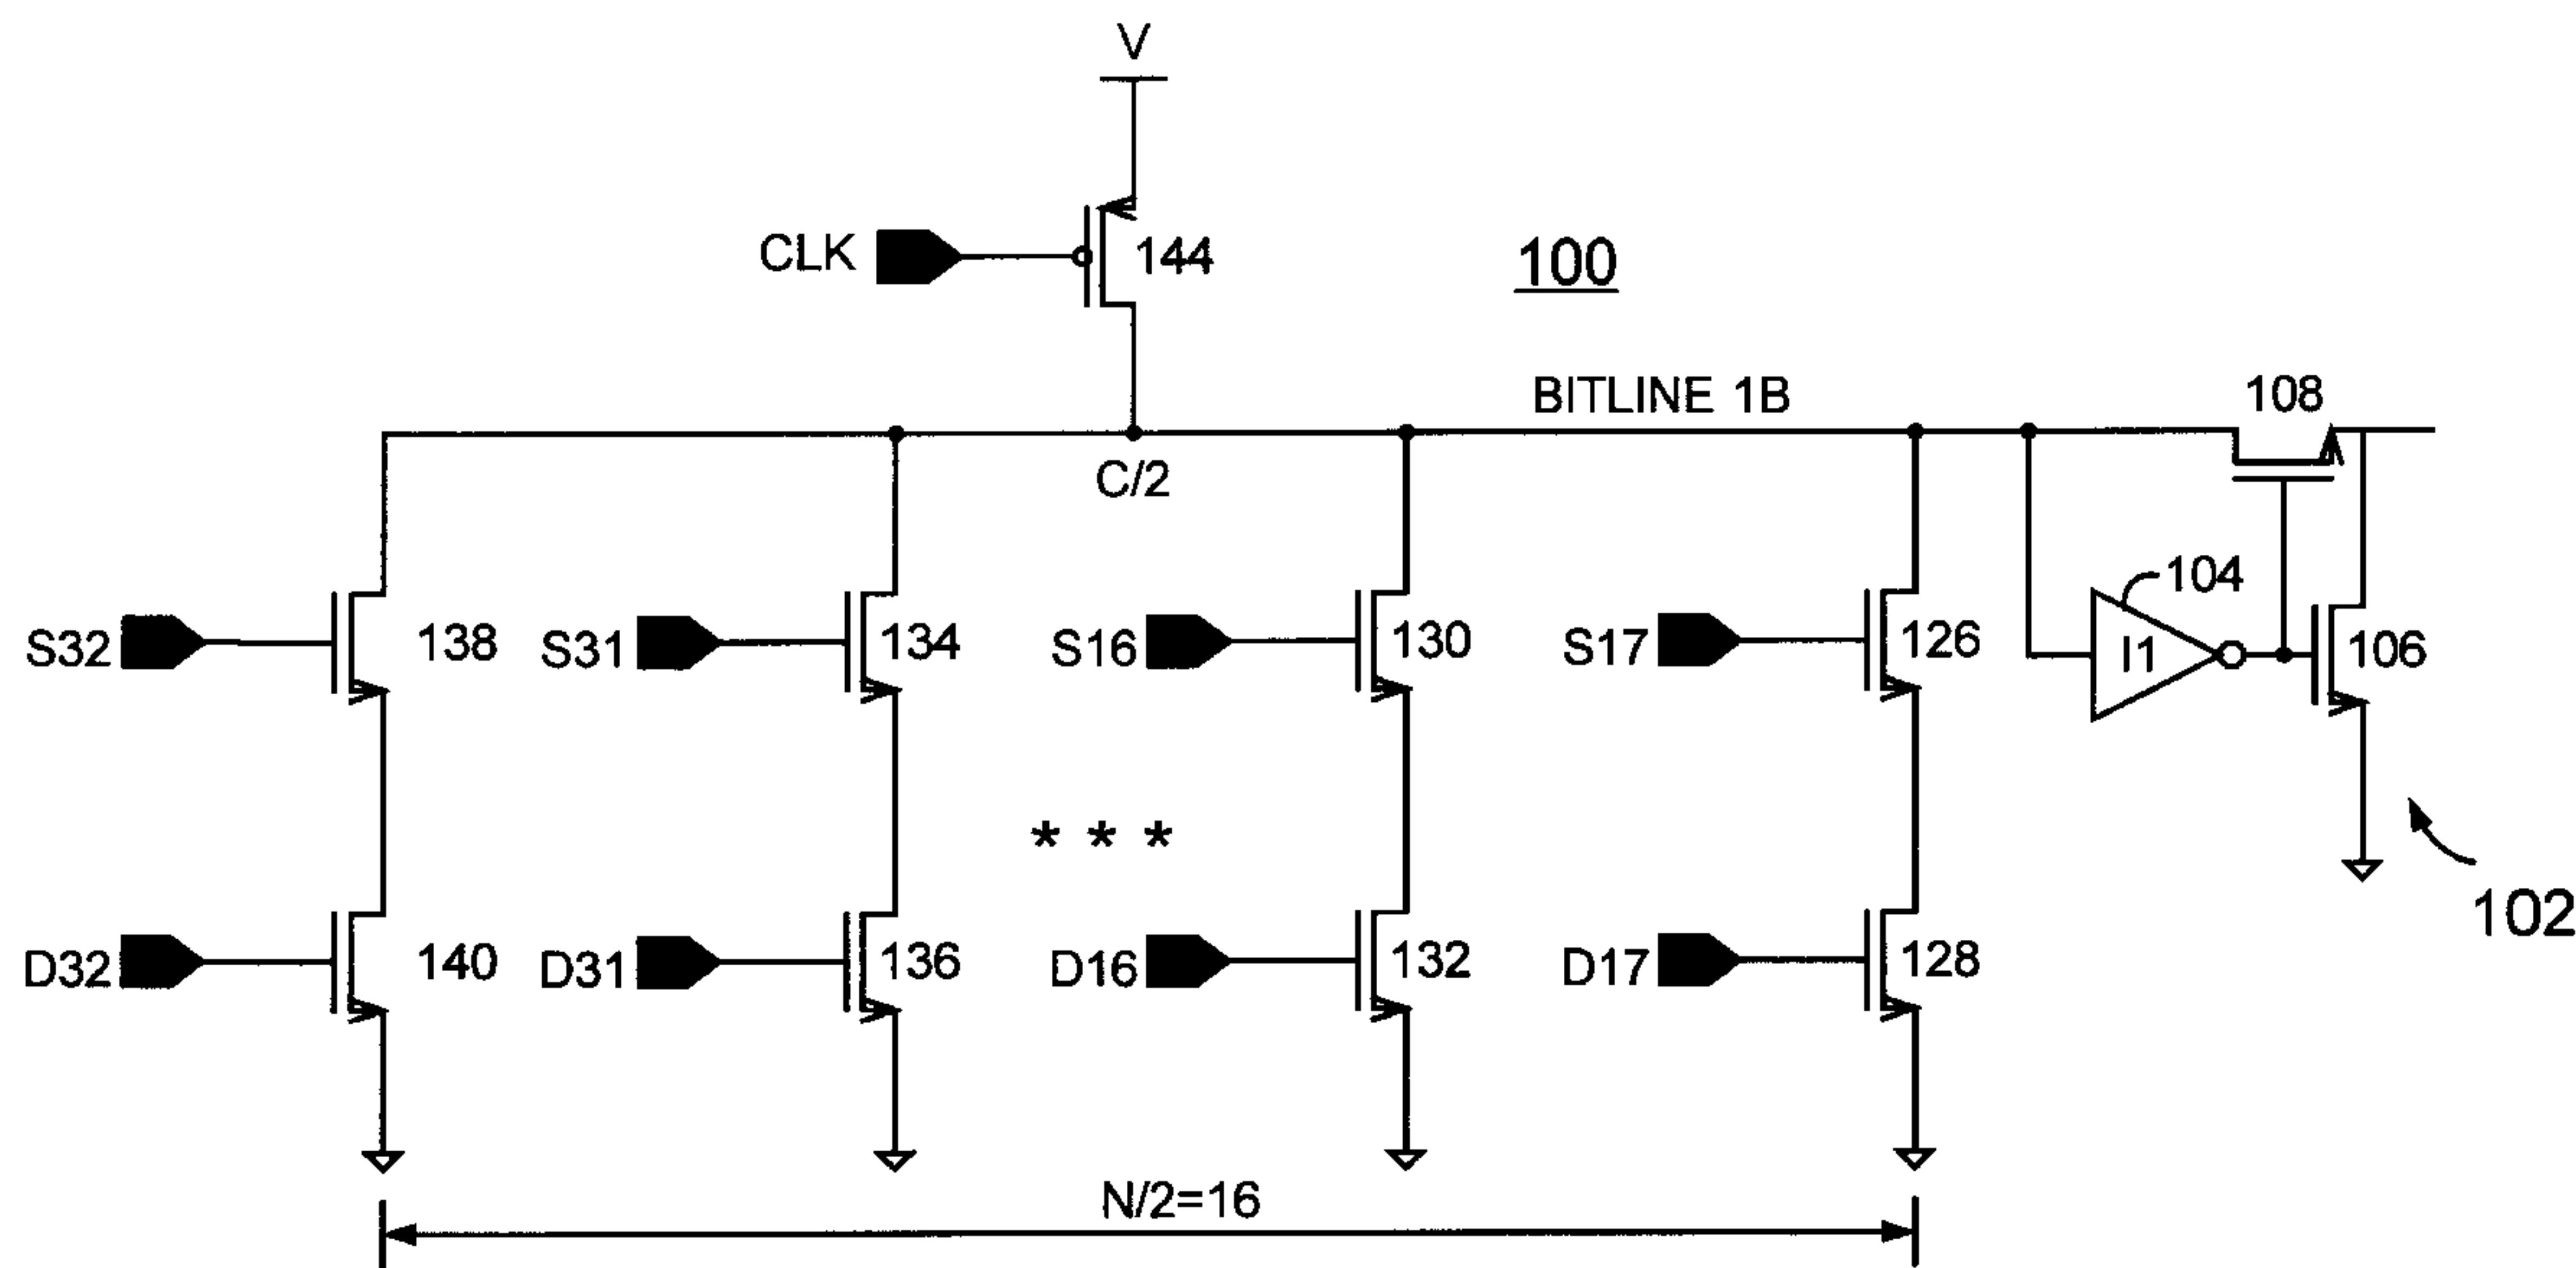 V
CLK
144
100
BITLINE 1B
108
C/2
104
S32
138
S31
134
S16
130
S17
126
I1
106
* * *
102
D32
140
D31
136
D16
132
D17
128
N/2=16